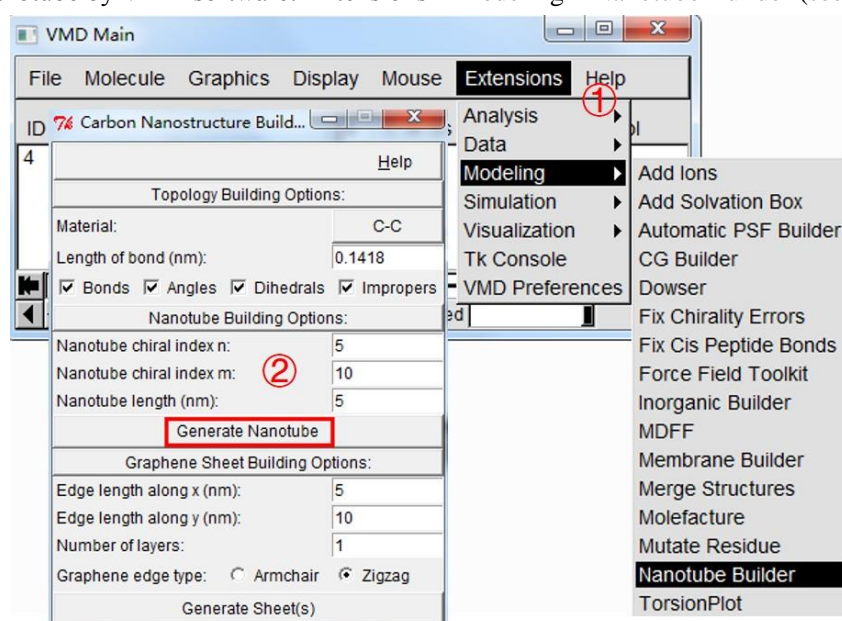 VMD Main
File Molecule Graphics Display Mouse Extensions Help
①
ID
7% Carbon Nanostructure Build...
4
Help
Topology Building Options:
Material: C-C
Length of bond (nm): 0.1418
Bonds Angles Dihedrals Impropers
Nanotube Building Options:
Nanotube chiral index n: 5
Nanotube chiral index m: 10
②
Nanotube length (nm): 5
Generate Nanotube
Graphene Sheet Building Options:
Edge length along x (nm): 5
Edge length along y (nm): 10
Number of layers: 1
Graphene edge type: Armchair Zigzag
Generate Sheet(s)
Analysis
Data
Modeling
Simulation
Visualization
Tk Console
VMD Preferences
Add Ions
Add Solvation Box
Automatic PSF Builder
CG Builder
Dowser
Fix Chirality Errors
Fix Cis Peptide Bonds
Force Field Toolkit
Inorganic Builder
MDFF
Membrane Builder
Merge Structures
Molefacture
Mutate Residue
Nanotube Builder
TorsionPlot